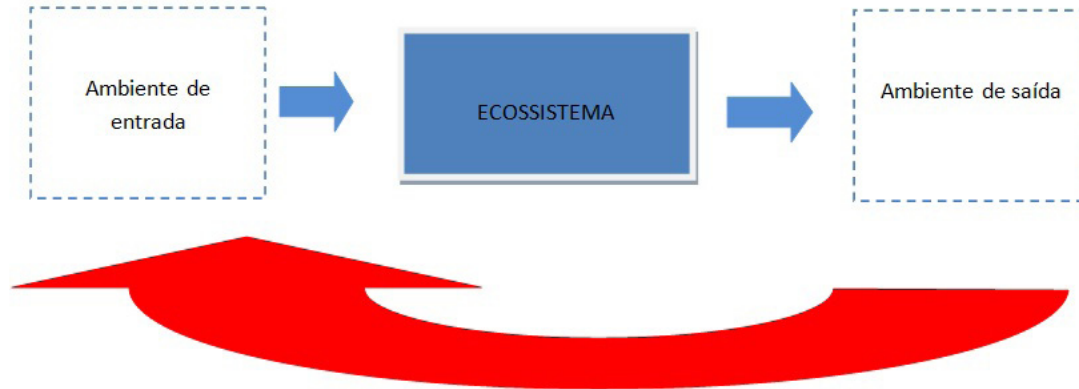 Ambiente de
entrada
ECOSSISTEMA
Ambiente de saída